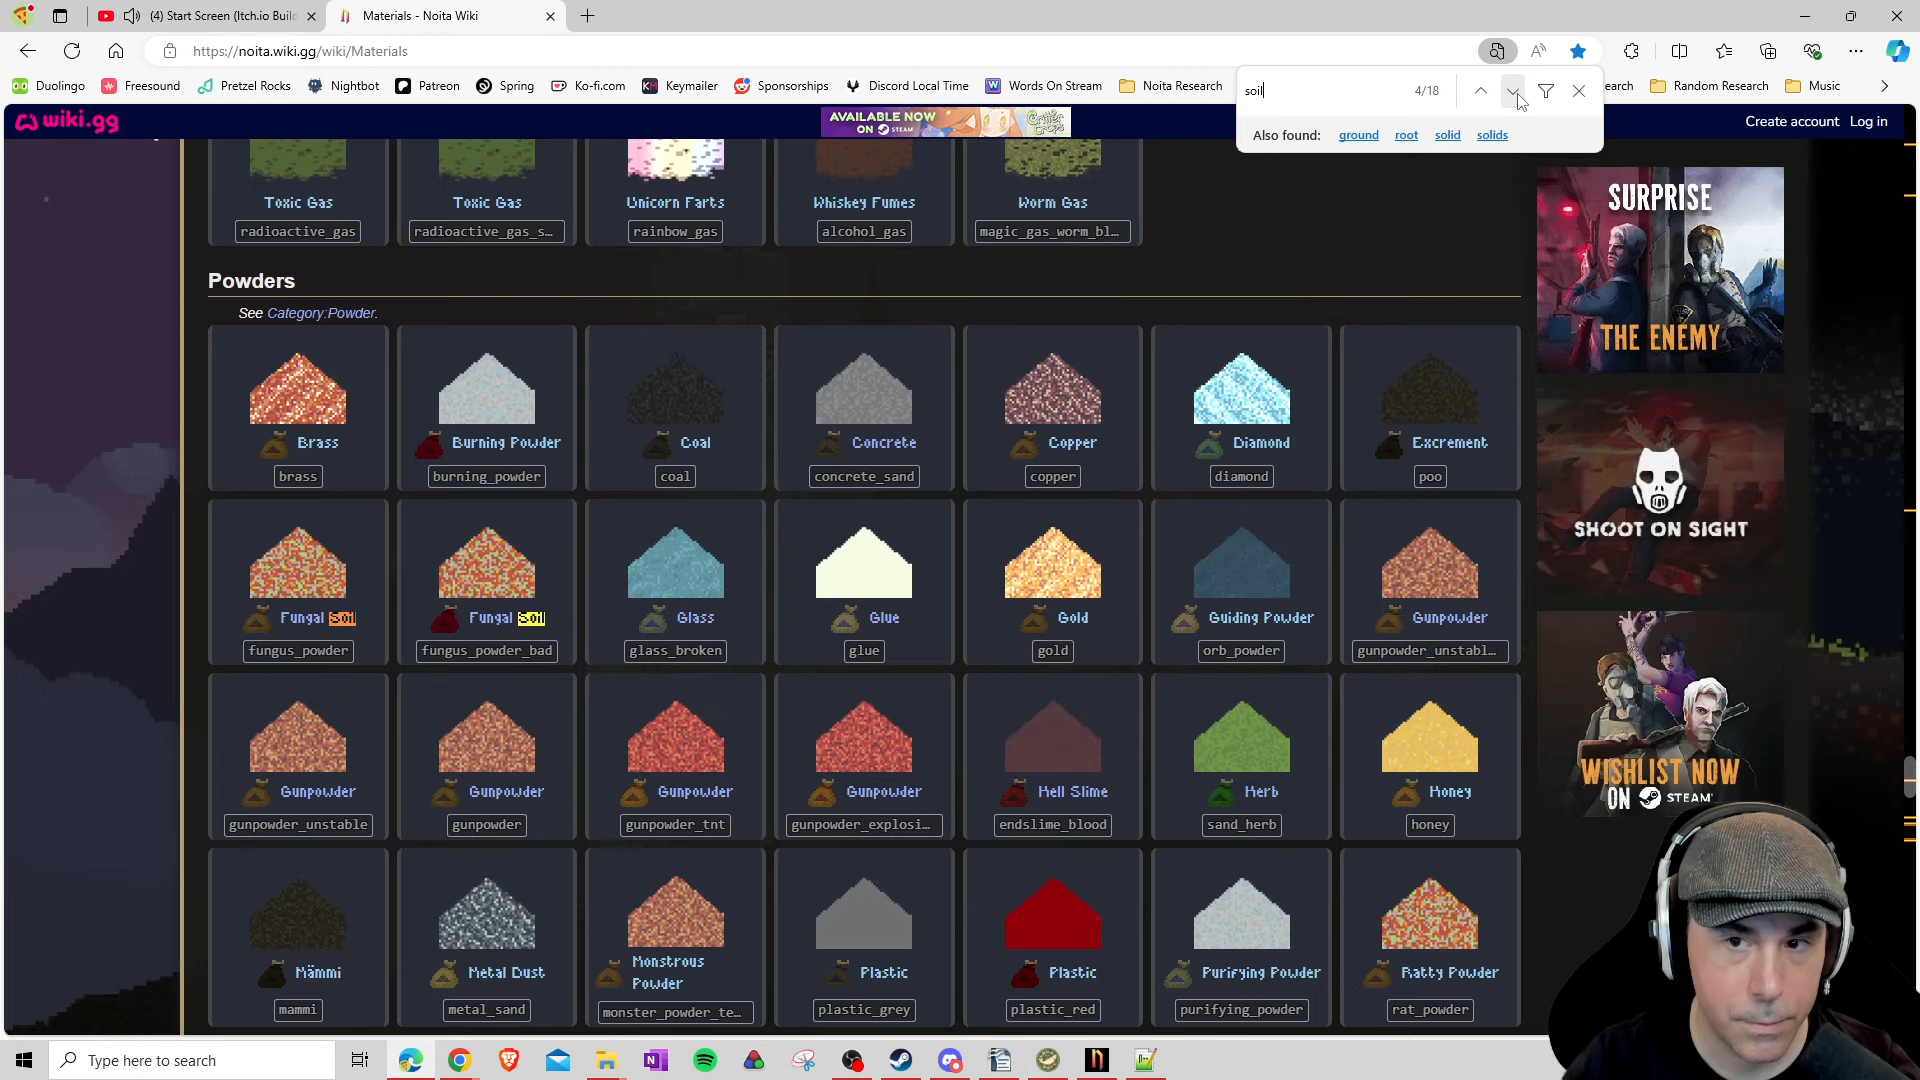 (4) Start Screen (Itch.io Buil
Materials - Noita Wiki
https://noita.wiki.gg/wiki/Materials
Duolingo
Freesound
Pretzel Rocks
Nightbot
Patreon
Spring
Ko-fi.com
Keymailer
Sponsorships
Discord Local Time
Words On Stream
Noita Research
earch
Random Research
Music
soil
4/18
Also found: ground root solid solids
wiki.gg
AVAILABLE NOW
ON STEAM
Critter
Crops
Create account Log in
Toxic Gas
Toxic Gas
Unicorn Farts
Whiskey Fumes
Worm Gas
radioactive_gas
radioactive_gas_s...
rainbow_gas
alcohol_gas
magic_gas_worm_bl...
Powders
See Category:Powder.
Brass
Burning Powder
Coal
Concrete
Copper
Diamond
Excrement
brass
burning_powder
coal
concrete_sand
copper
diamond
poo
Fungal Soil
Fungal Soil
Glass
Glue
Gold
Guiding Powder
Gunpowder
fungus_powder
fungus_powder_bad
glass_broken
glue
gold
orb_powder
gunpowder_unstabl...
Gunpowder
Gunpowder
Gunpowder
Gunpowder
Hell Slime
Herb
Honey
gunpowder_unstable
gunpowder
gunpowder_tnt
gunpowder_explosi...
endslime_blood
sand_herb
honey
Mämmi
Metal Dust
Monstrous
Powder
Plastic
Plastic
Purifying Powder
Ratty Powder
mammi
metal_sand
monster_powder_te...
plastic_grey
plastic_red
purifying_powder
rat_powder
SURPRISE
THE ENEMY
SHOOT ON SIGHT
WISHLIST NOW
ON STEAM
Type here to search